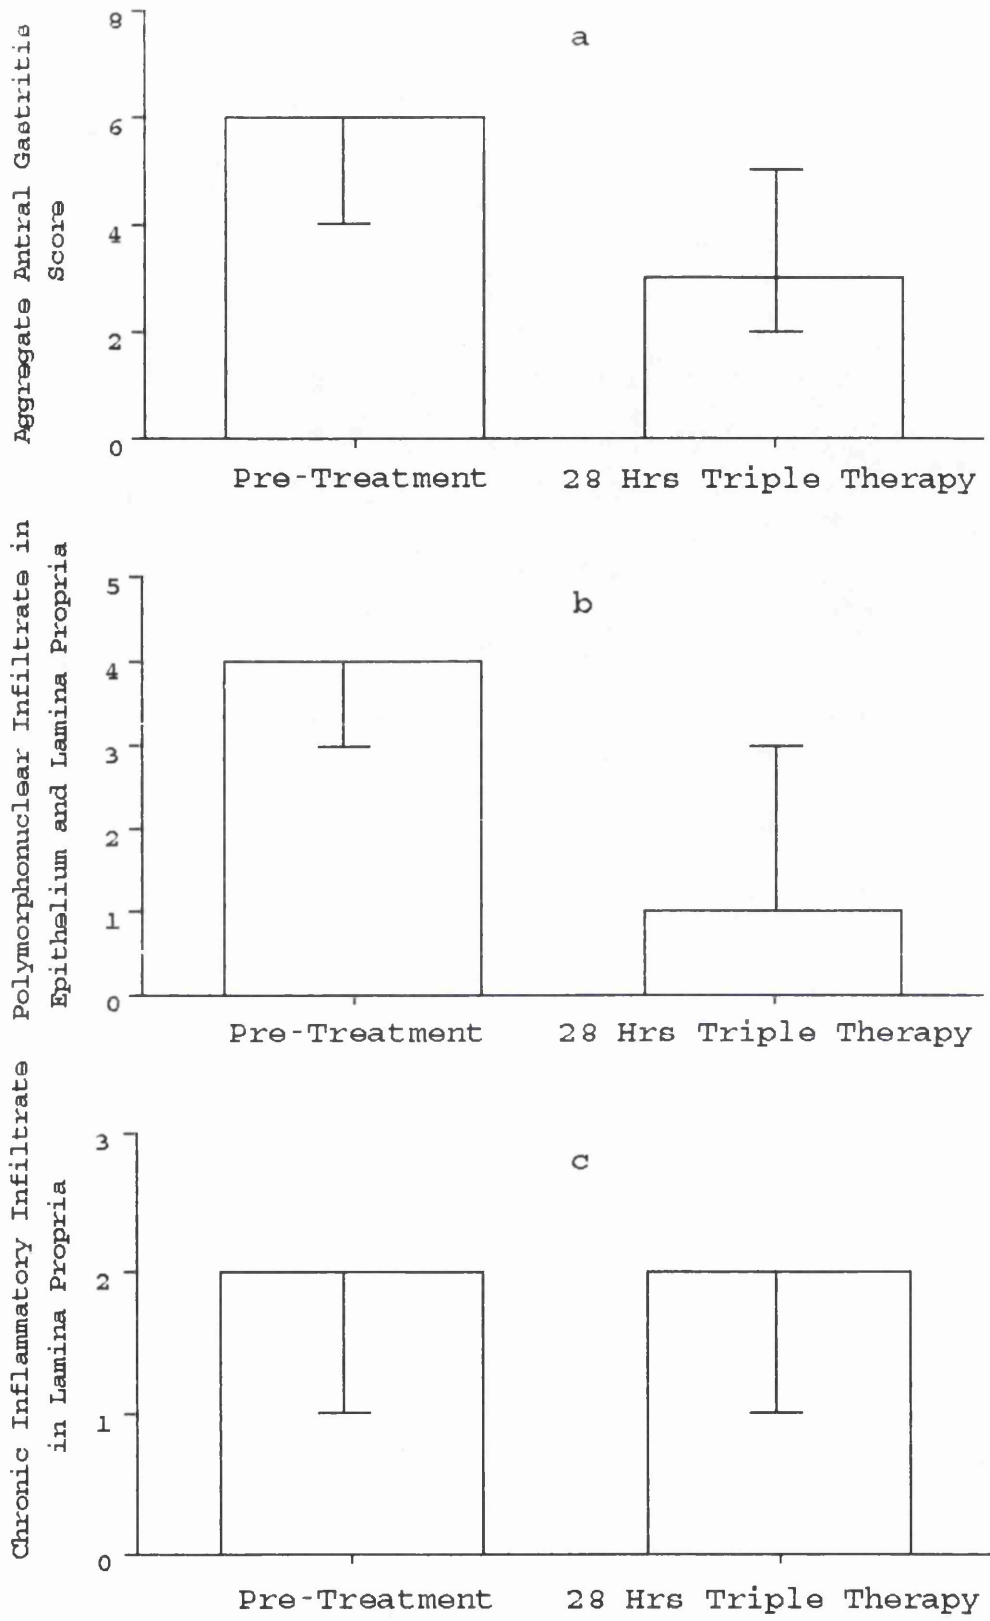 Aggregate Antral Gastritis
Score
8
6
4
2
0
a
Pre-Treatment
28 Hrs Triple Therapy
Polymorphonuclear Infiltrate in
Epithelium and Lamina Propria
5
4
3
2
1
0
b
Pre-Treatment
28 Hrs Triple Therapy
Chronic Inflammatory Infiltrate
in Lamina Propria
3
2
1
0
c
Pre-Treatment
28 Hrs Triple Therapy